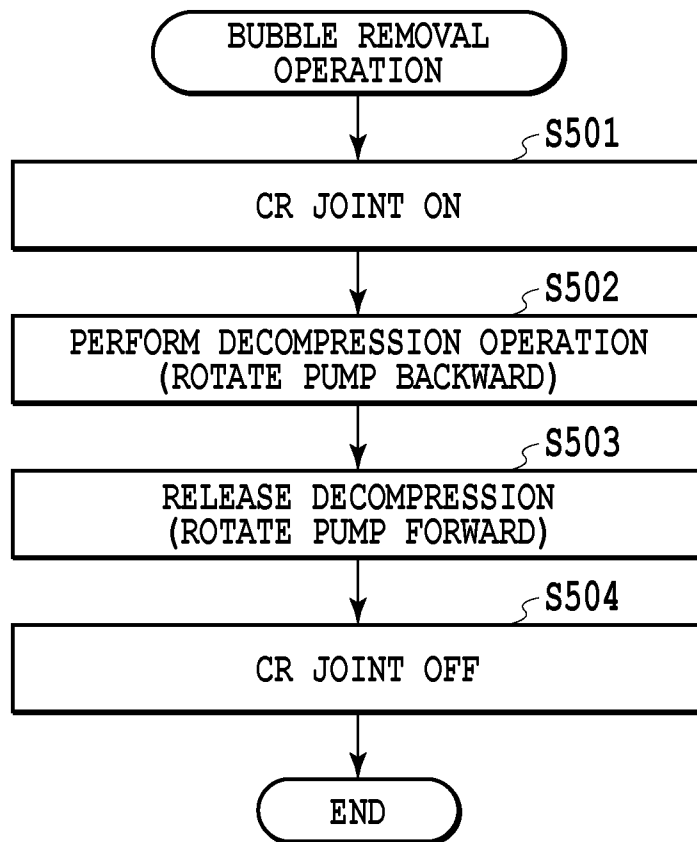 BUBBLE REMOVAL
OPERATION
S501
CR JOINT ON
S502
PERFORM DECOMPRESSION OPERATION
(ROTATE PUMP BACKWARD)
S503
RELEASE DECOMPRESSION
(ROTATE PUMP FORWARD)
S504
CR JOINT OFF
END